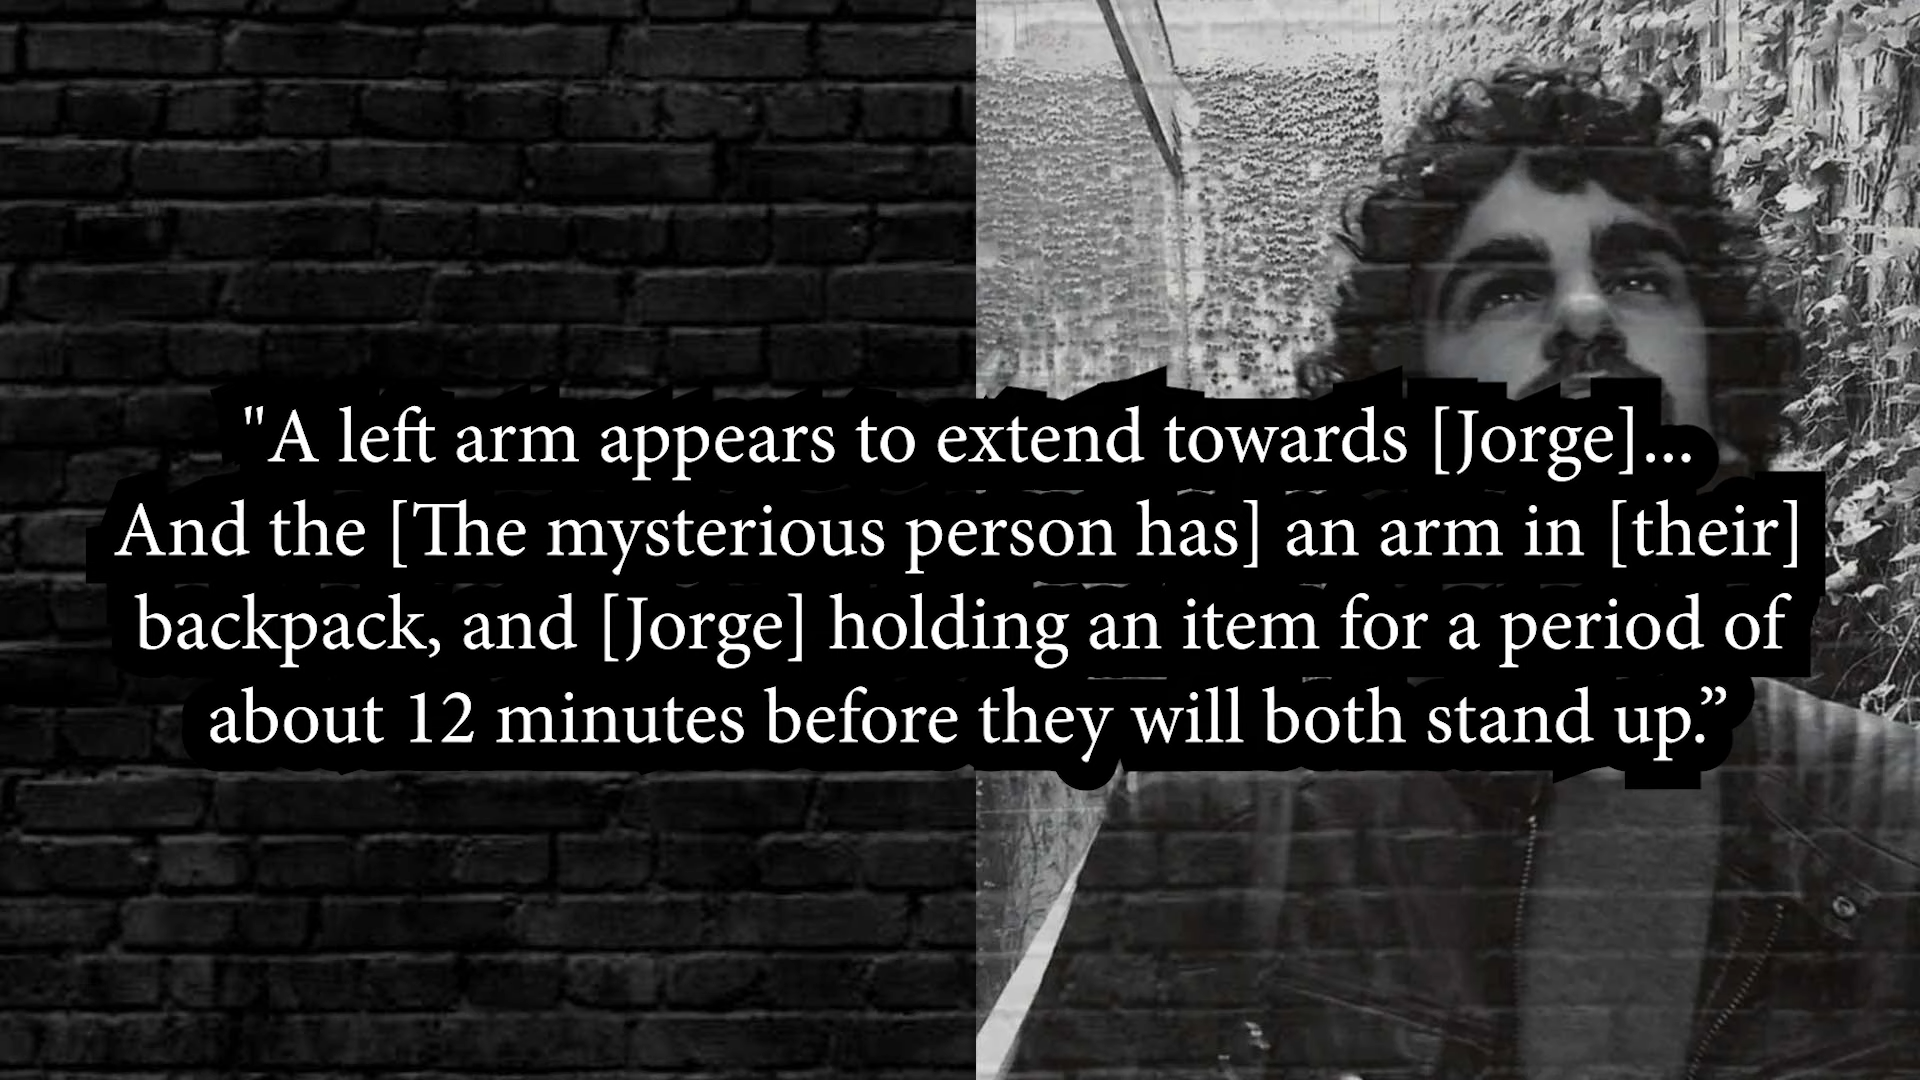 "A left arm appears to extend towards [Jorge]...
And the [The mysterious person has] an arm in [their]
backpack, and [Jorge] holding an item for a period of
about 12 minutes before they will both stand up.”